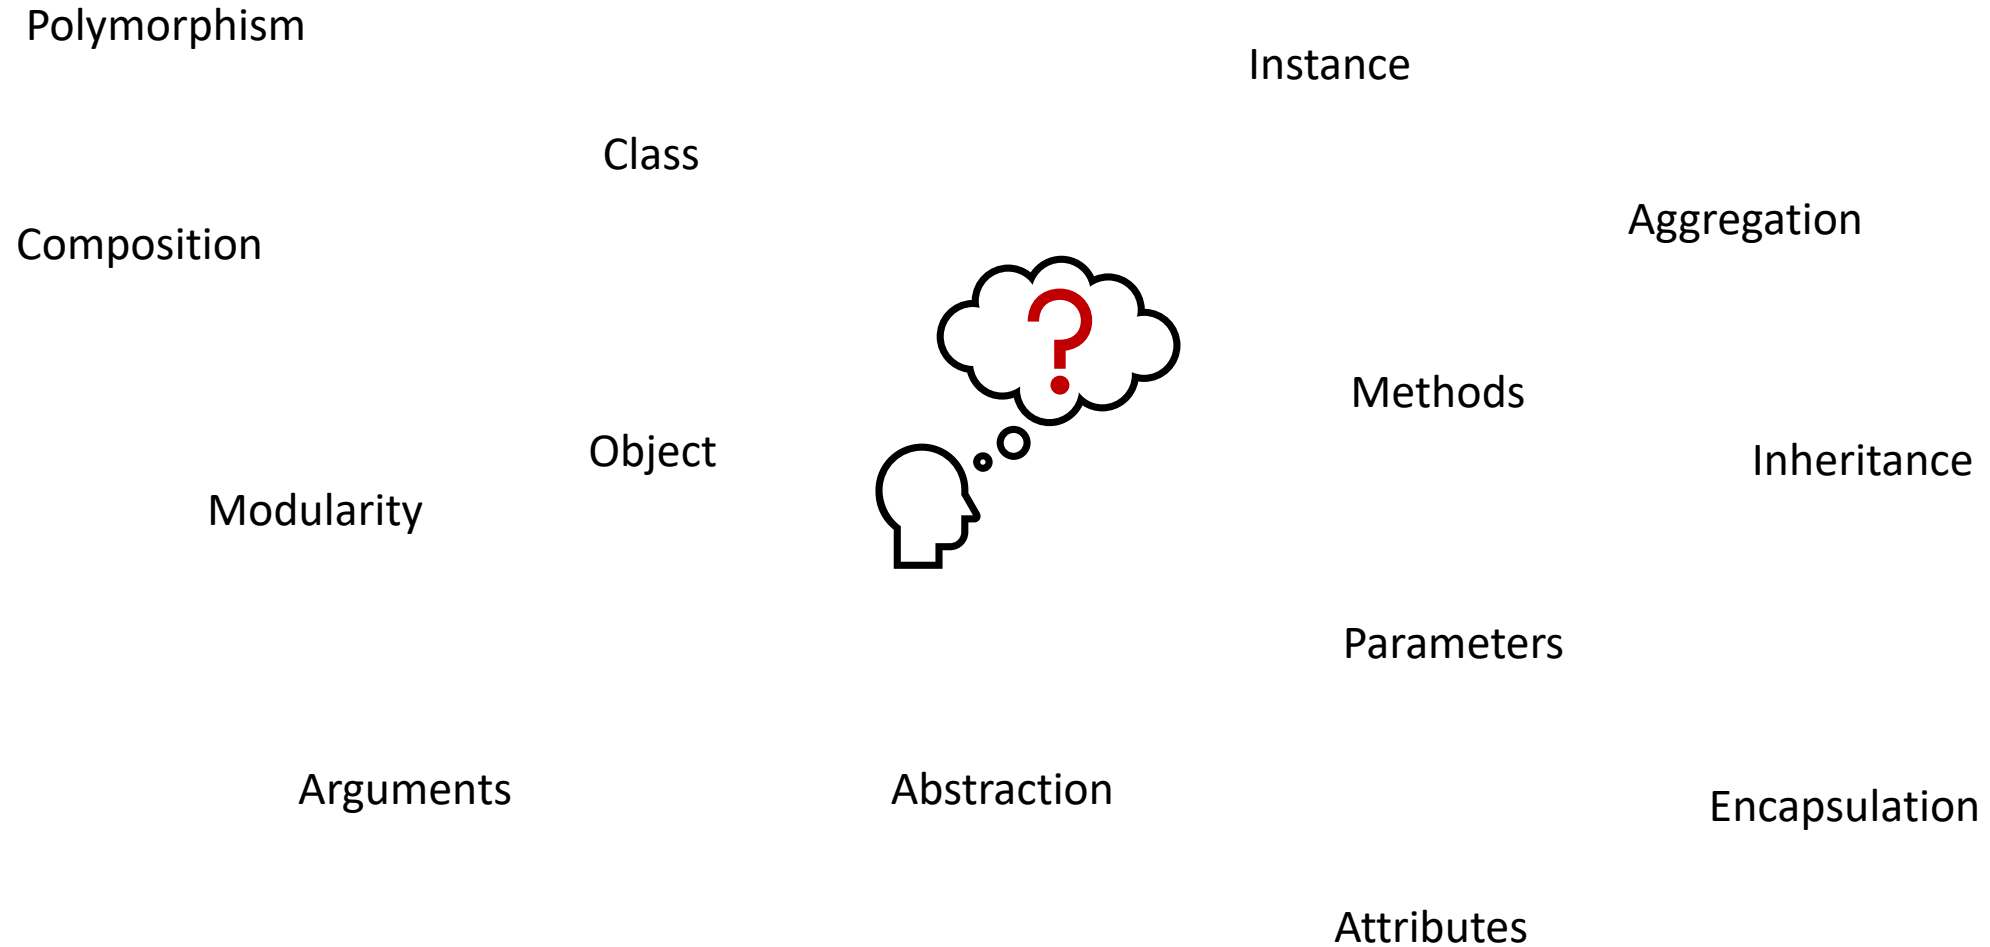 Polymorphism
Instance
Class
Aggregation
Composition
?
Methods
Object
Inheritance
Modularity
Parameters
Arguments
Abstraction
Encapsulation
Attributes